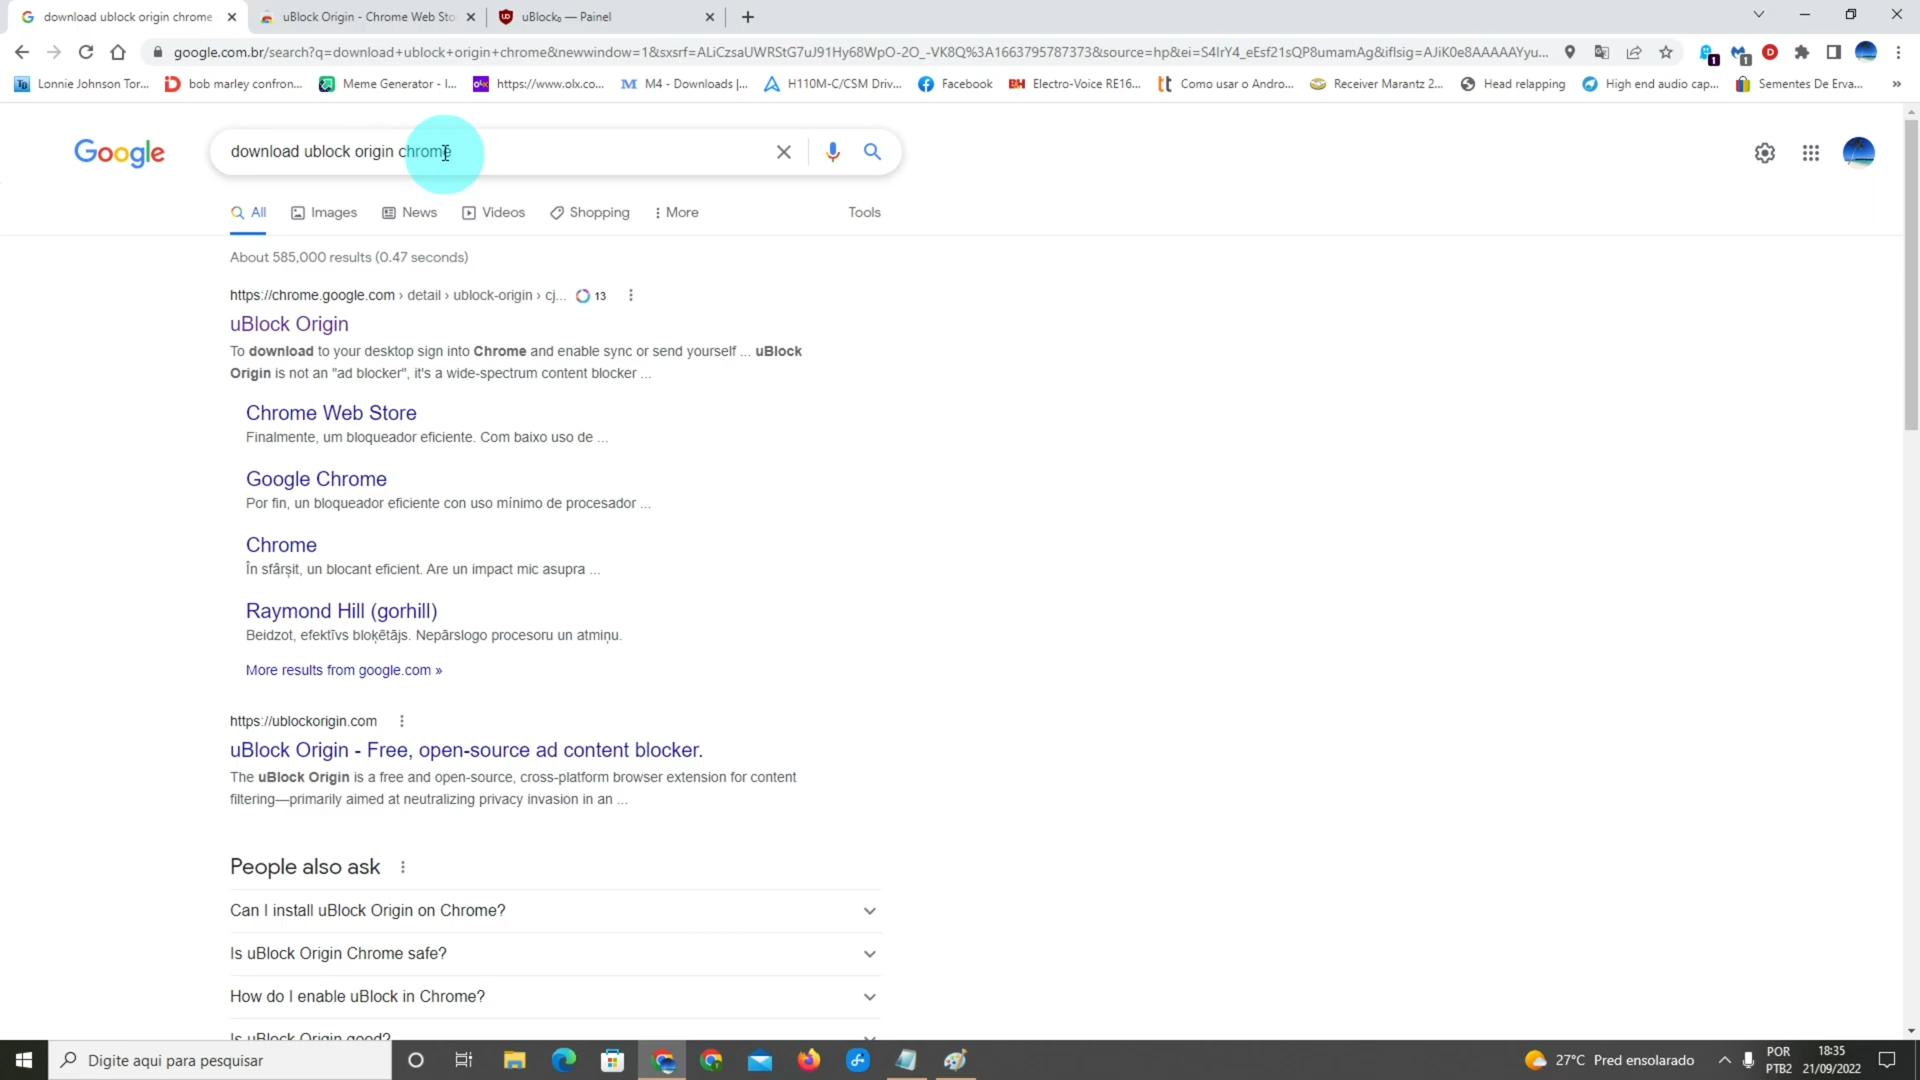 download ublock origin chrome
uBlock Origin - Chrome Web Sto
uBlock₀ — Painel
google.com.br/search?q=download+ublock+origin+chrome&newwindow=1&sxsrf=ALiCzsaUWRStG7uJ91Hy68WpO-2O_-VK8Q%3A1663795787373&source=hp&ei=S4IrY4_eEsf21sQP8umamAg&iflsig=AJiK0e8AAAAAYyu...
Lonnie Johnson Tor... bob marley confron... Meme Generator - I... https://www.olx.co... M4 - Downloads |... H110M-C/CSM Driv... Facebook Electro-Voice RE16... Como usar o Andro... Receiver Marantz 2... Head relapping High end audio cap... Sementes De Erva... »
Google
download ublock origin chrome
All Images News Videos Shopping More Tools
About 585,000 results (0.47 seconds)
https://chrome.google.com › detail › ublock-origin › cj... 13
uBlock Origin
To download to your desktop sign into Chrome and enable sync or send yourself ... uBlock
Origin is not an "ad blocker", it's a wide-spectrum content blocker ...
Chrome Web Store
Finalmente, um bloqueador eficiente. Com baixo uso de ...
Google Chrome
Por fin, un bloqueador eficiente con uso mínimo de procesador ...
Chrome
În sfârșit, un blocant eficient. Are un impact mic asupra ...
Raymond Hill (gorhill)
Beidzot, efektīvs bloķētājs. Nepārslogo procesoru un atmiņu.
More results from google.com »
https://ublockorigin.com
uBlock Origin - Free, open-source ad content blocker.
The uBlock Origin is a free and open-source, cross-platform browser extension for content
filtering—primarily aimed at neutralizing privacy invasion in an ...
People also ask
Can I install uBlock Origin on Chrome?
Is uBlock Origin Chrome safe?
How do I enable uBlock in Chrome?
Is uBlock Origin good?
Digite aqui para pesquisar
27°C Pred ensolarado
POR
PTB2
18:35
21/09/2022